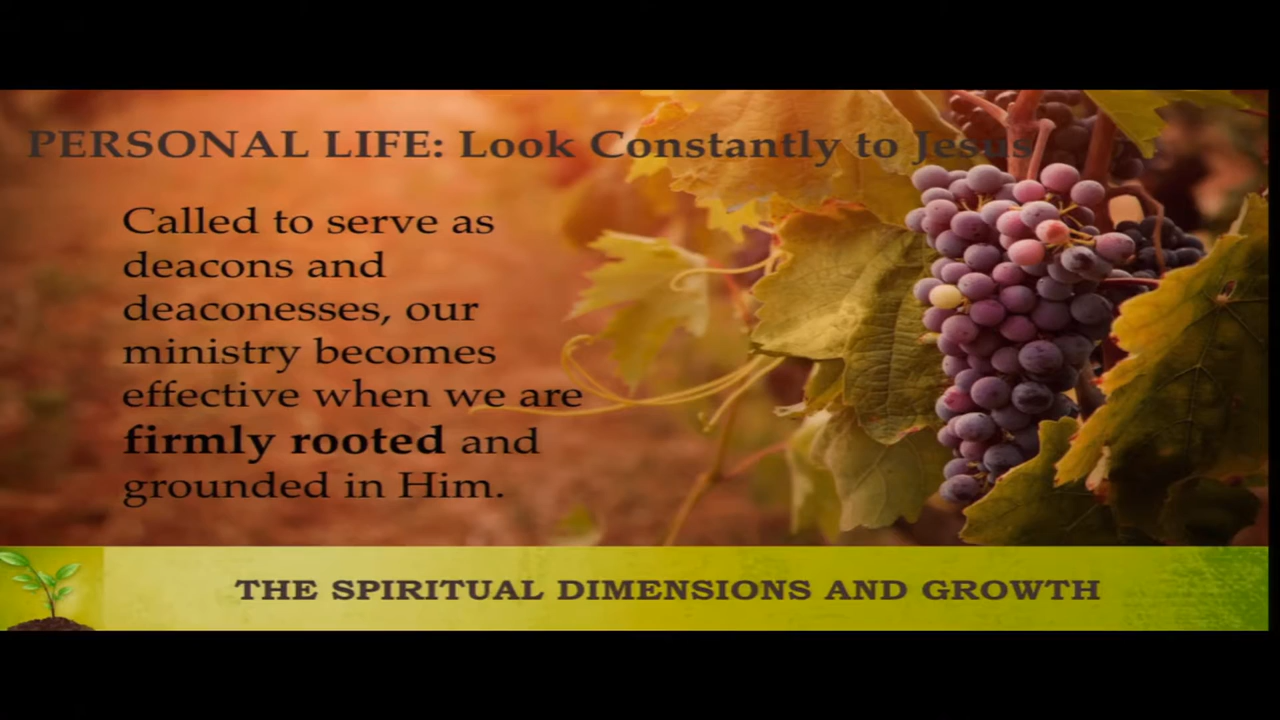 PERSONAL LIFE: Look Constantly to Jesus
Called to serve as
deacons and
deaconesses, our
ministry becomes
effective when we are
firmly rooted and
grounded in Him.
THE SPIRITUAL DIMENSIONS AND GROWTH